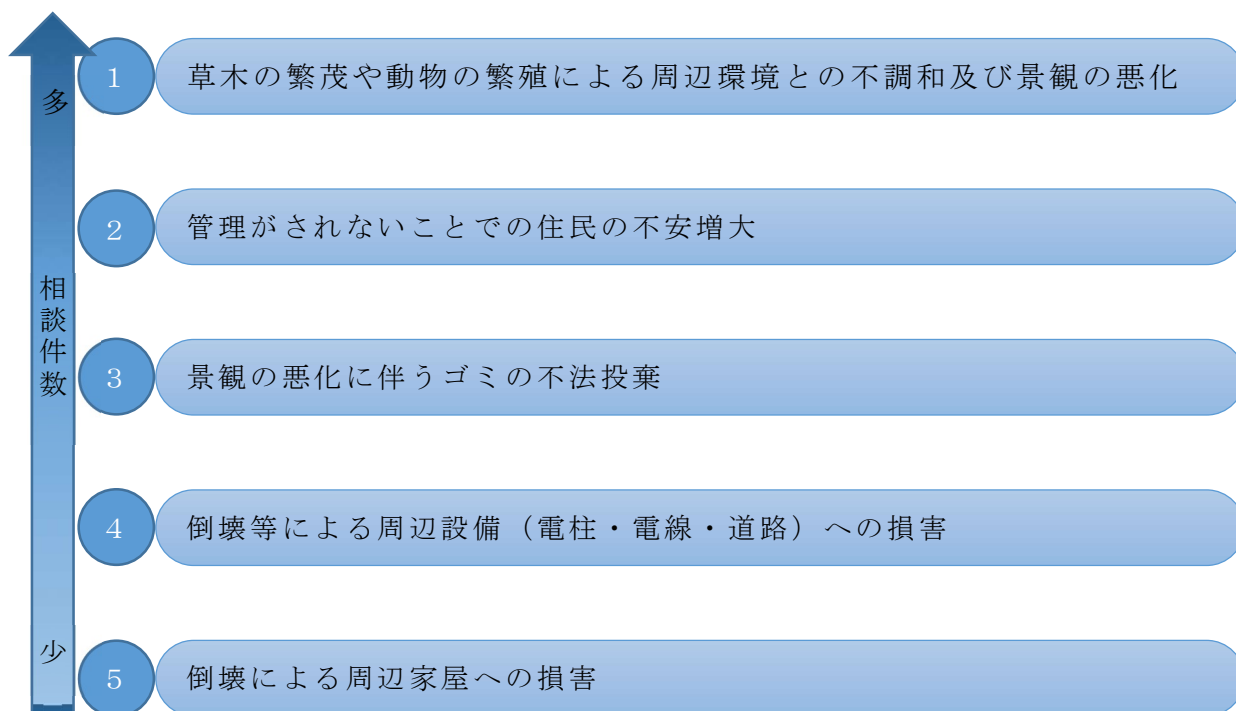 多
相談件数
少
1
草木の繁茂や動物の繁殖による周辺環境との不調和及び景観の悪化
2
管理がされないことでの住民の不安増大
3
景観の悪化に伴うゴミの不法投棄
4
倒壊等による周辺設備（電柱・電線・道路）への損害
5
倒壊による周辺家屋への損害